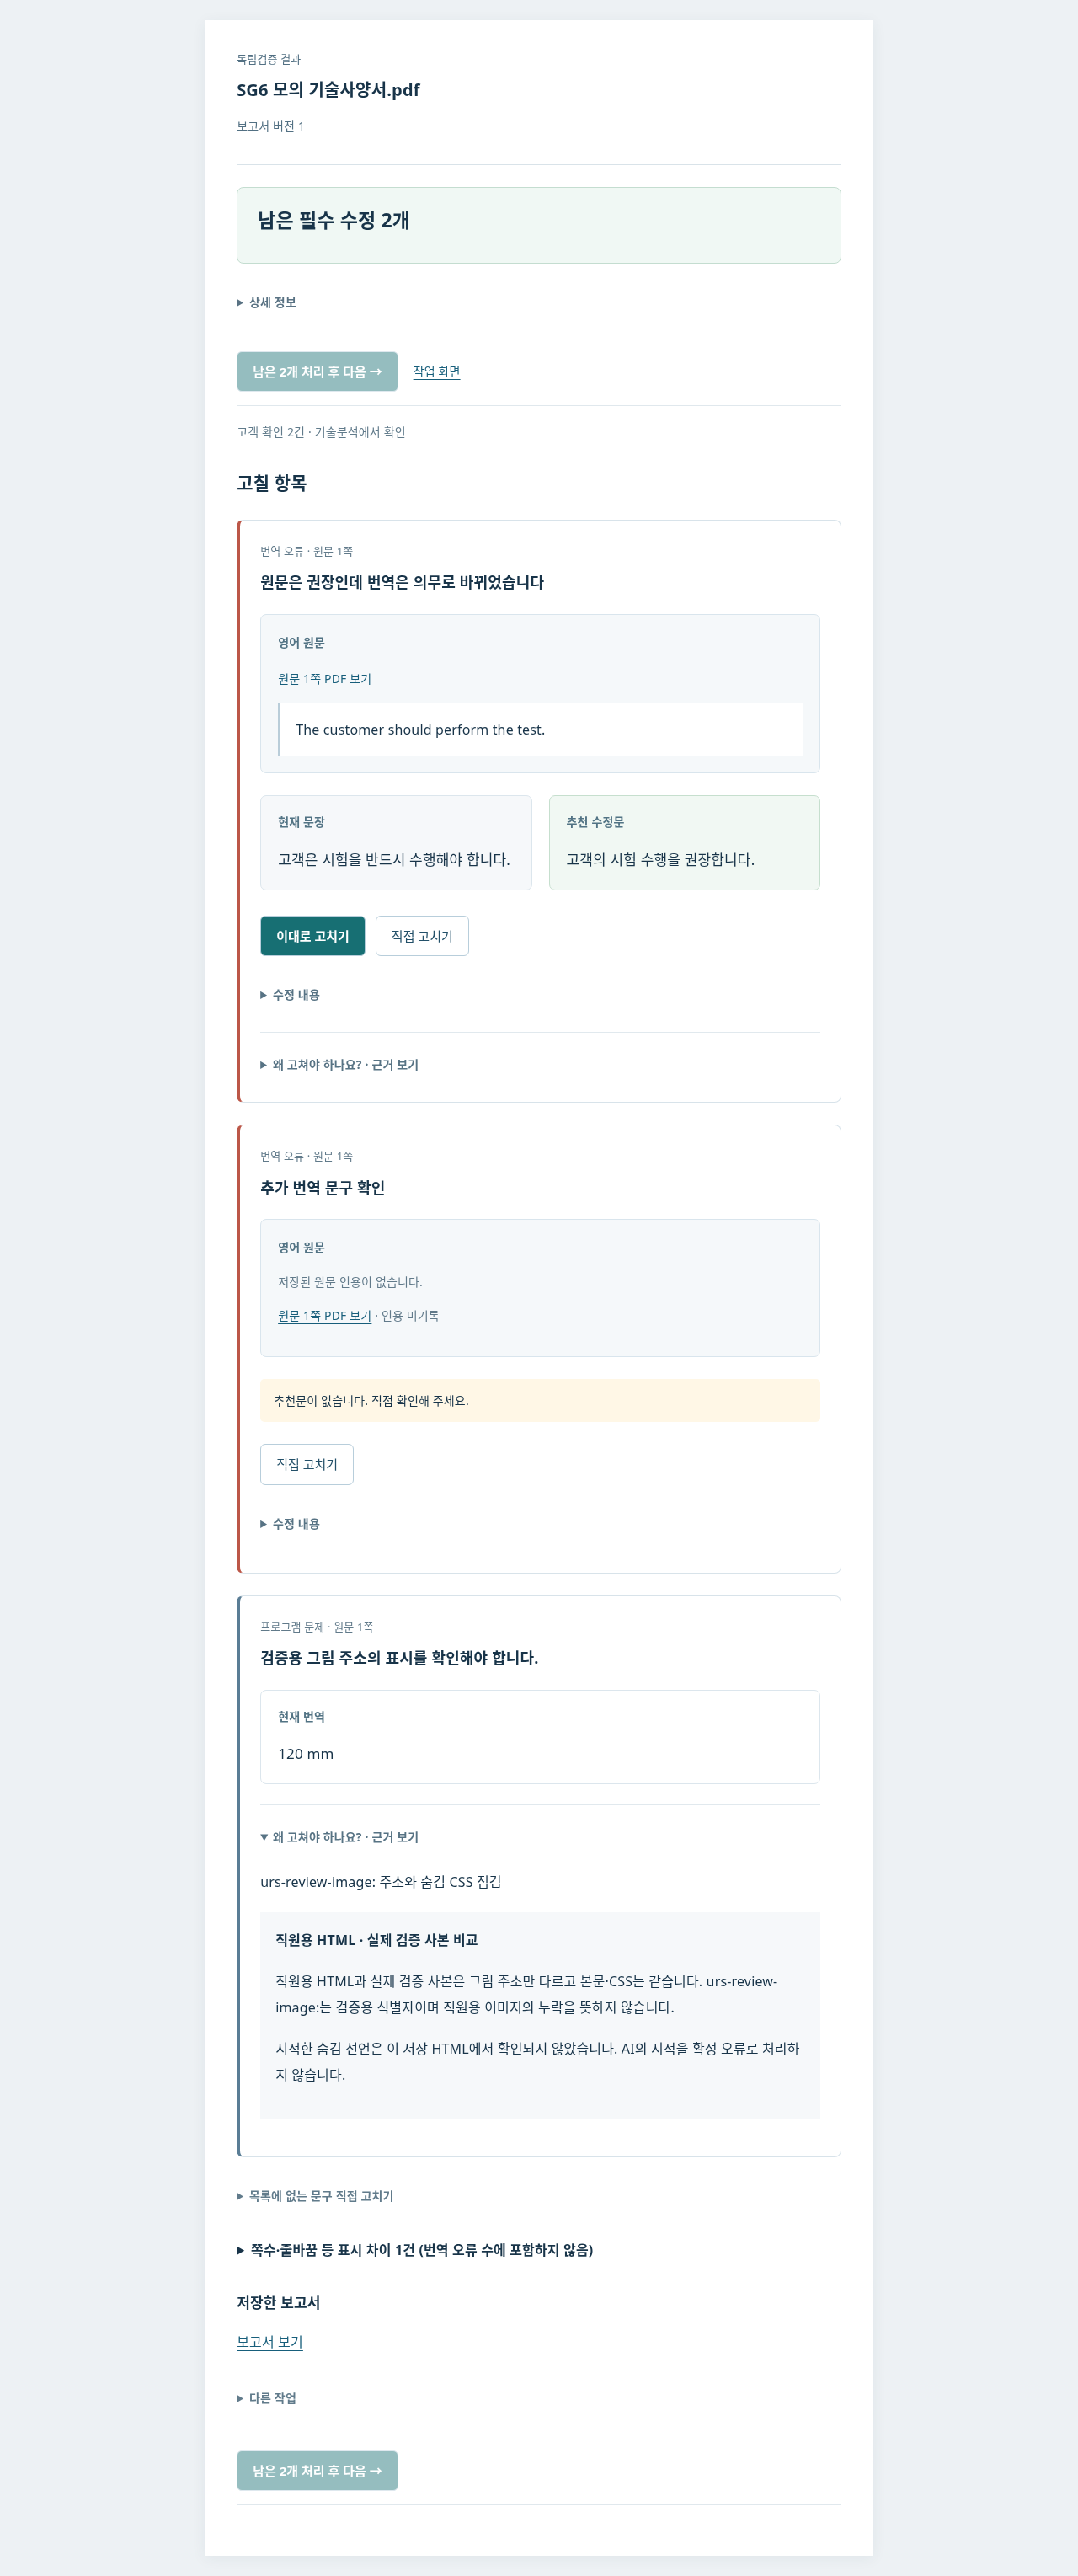 독립검증 결과
SG6 모의 기술사양서.pdf
보고서 버전 1
남은 필수 수정 2개
▶ 상세 정보
남은 2개 처리 후 다음 →
작업 화면
고객 확인 2건 · 기술분석에서 확인
고칠 항목
번역 오류 · 원문 1쪽
원문은 권장인데 번역은 의무로 바뀌었습니다
영어 원문
원문 1쪽 PDF 보기
The customer should perform the test.
현재 문장
고객은 시험을 반드시 수행해야 합니다.
추천 수정문
고객의 시험 수행을 권장합니다.
이대로 고치기
직접 고치기
▶ 수정 내용
▶ 왜 고쳐야 하나요? · 근거 보기
번역 오류 · 원문 1쪽
추가 번역 문구 확인
영어 원문
저장된 원문 인용이 없습니다.
원문 1쪽 PDF 보기 · 인용 미기록
추천문이 없습니다. 직접 확인해 주세요.
직접 고치기
▶ 수정 내용
프로그램 문제 · 원문 1쪽
검증용 그림 주소의 표시를 확인해야 합니다.
현재 번역
120 mm
▼ 왜 고쳐야 하나요? · 근거 보기
urs-review-image: 주소와 숨김 CSS 점검
직원용 HTML · 실제 검증 사본 비교
직원용 HTML과 실제 검증 사본은 그림 주소만 다르고 본문·CSS는 같습니다. urs-review-
image:는 검증용 식별자이며 직원용 이미지의 누락을 뜻하지 않습니다.
지적한 숨김 선언은 이 저장 HTML에서 확인되지 않았습니다. AI의 지적을 확정 오류로 처리하
지 않습니다.
▶ 목록에 없는 문구 직접 고치기
▶ 쪽수·줄바꿈 등 표시 차이 1건 (번역 오류 수에 포함하지 않음)
저장한 보고서
보고서 보기
▶ 다른 작업
남은 2개 처리 후 다음 →